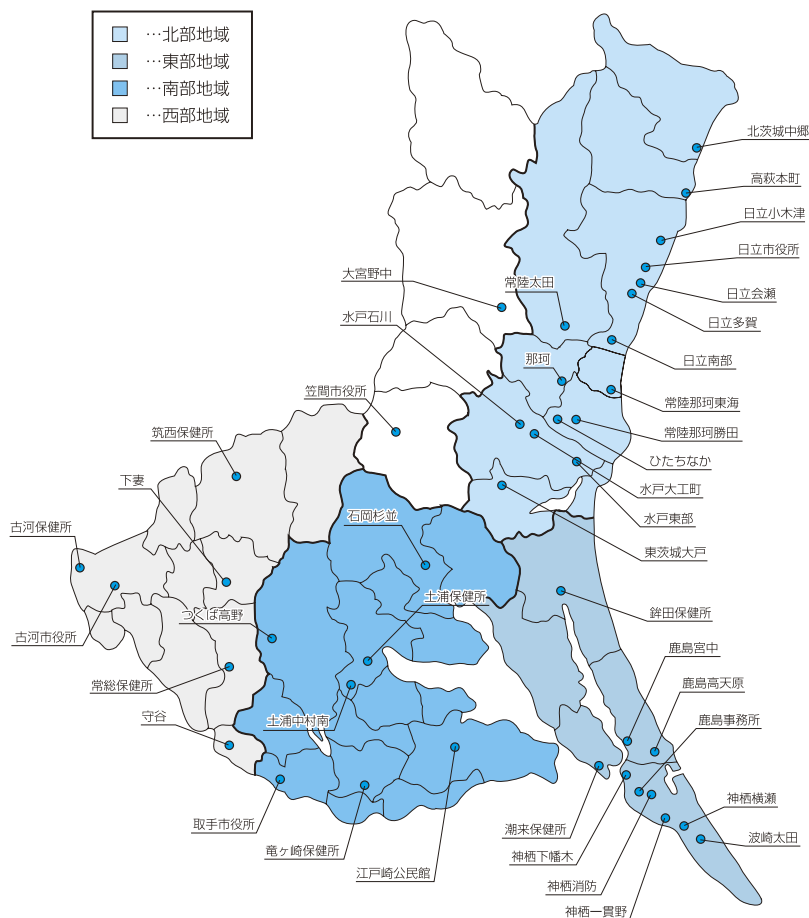 …北部地域
…東部地域
…南部地域
…西部地域
北茨城中郷
高萩本町
日立小木津
日立市役所
大宮野中
常陸太田
日立会瀬
水戸石川
日立多賀
那珂
日立南部
笠間市役所
常陸那珂東海
筑西保健所
常陸那珂勝田
ひたちなか
下妻
水戸大工町
石岡杉並
水戸東部
古河保健所
東茨城大戸
土浦保健所
つくば高野
鉾田保健所
古河市役所
鹿島宮中
常総保健所
鹿島高天原
守谷
土浦中村南
鹿島事務所
神栖横瀬
取手市役所
潮来保健所
波崎太田
竜ヶ崎保健所
神栖下幡木
江戸崎公民館
神栖消防
神栖一貫野